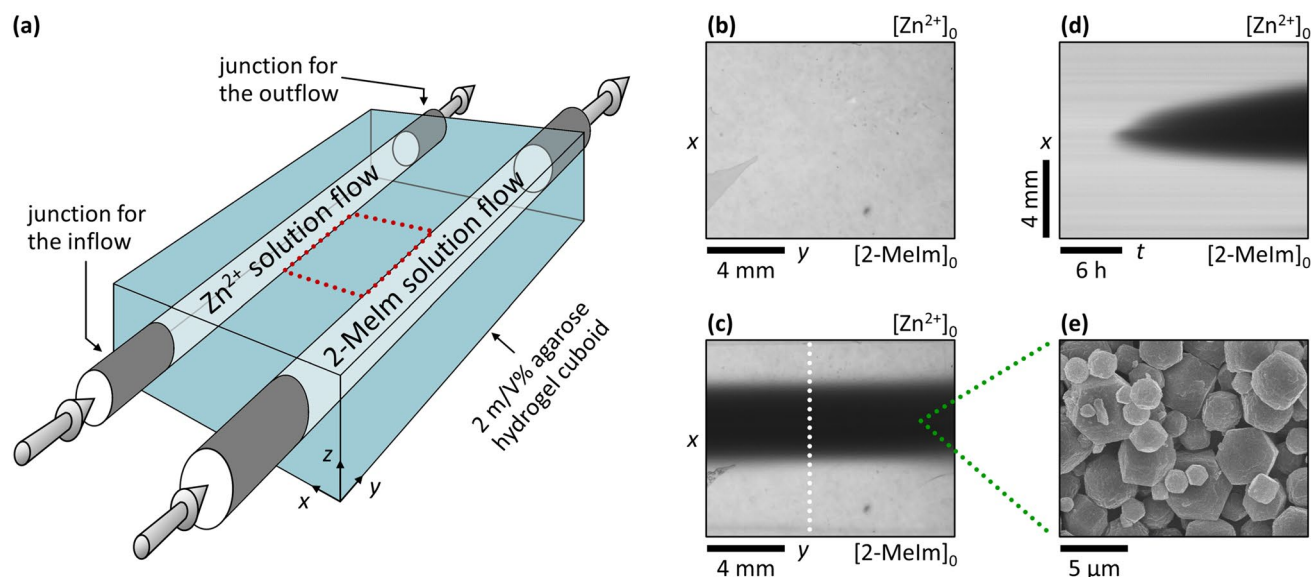 (a)
junction for
the outflow
junction for
the inflow
Zn²⁺ solution flow
2-MeIm solution flow
2 m/V% agarose
hydrogel cuboid
z
x
y
(b)
[Zn²⁺]₀
x
4 mm
y
[2-MeIm]₀
(c)
[Zn²⁺]₀
x
4 mm
y
[2-MeIm]₀
(d)
[Zn²⁺]₀
x
4 mm
6 h
t
[2-MeIm]₀
(e)
5 μm